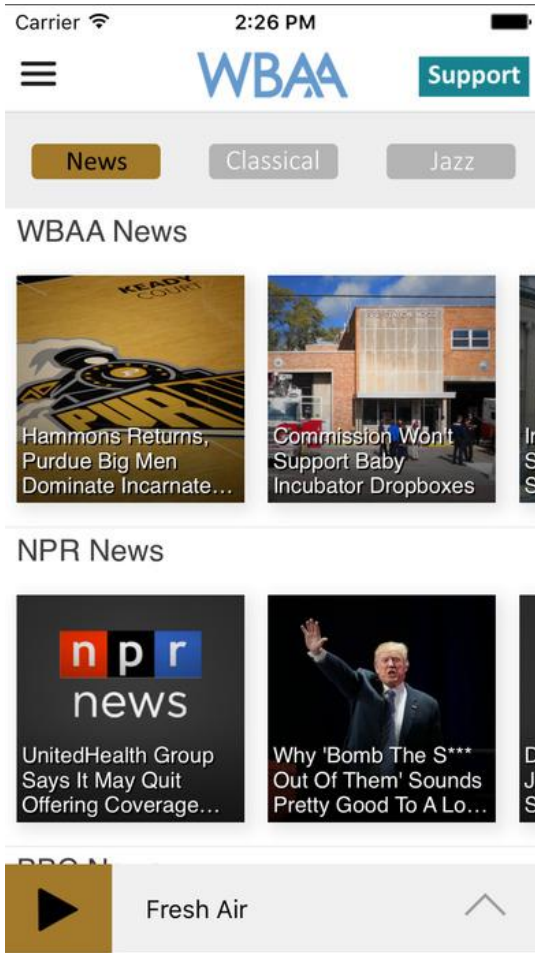 Carrier 2:26 PM
WBAA Support
News Classical Jazz
WBAA News
KEADY
COURT
PURDU
Hammons Returns,
Purdue Big Men
Dominate Incarnate…
Commission Won't
Support Baby
Incubator Dropboxes
NPR News
npr
news
UnitedHealth Group
Says It May Quit
Offering Coverage…
Why 'Bomb The S***
Out Of Them' Sounds
Pretty Good To A Lo…
Fresh Air